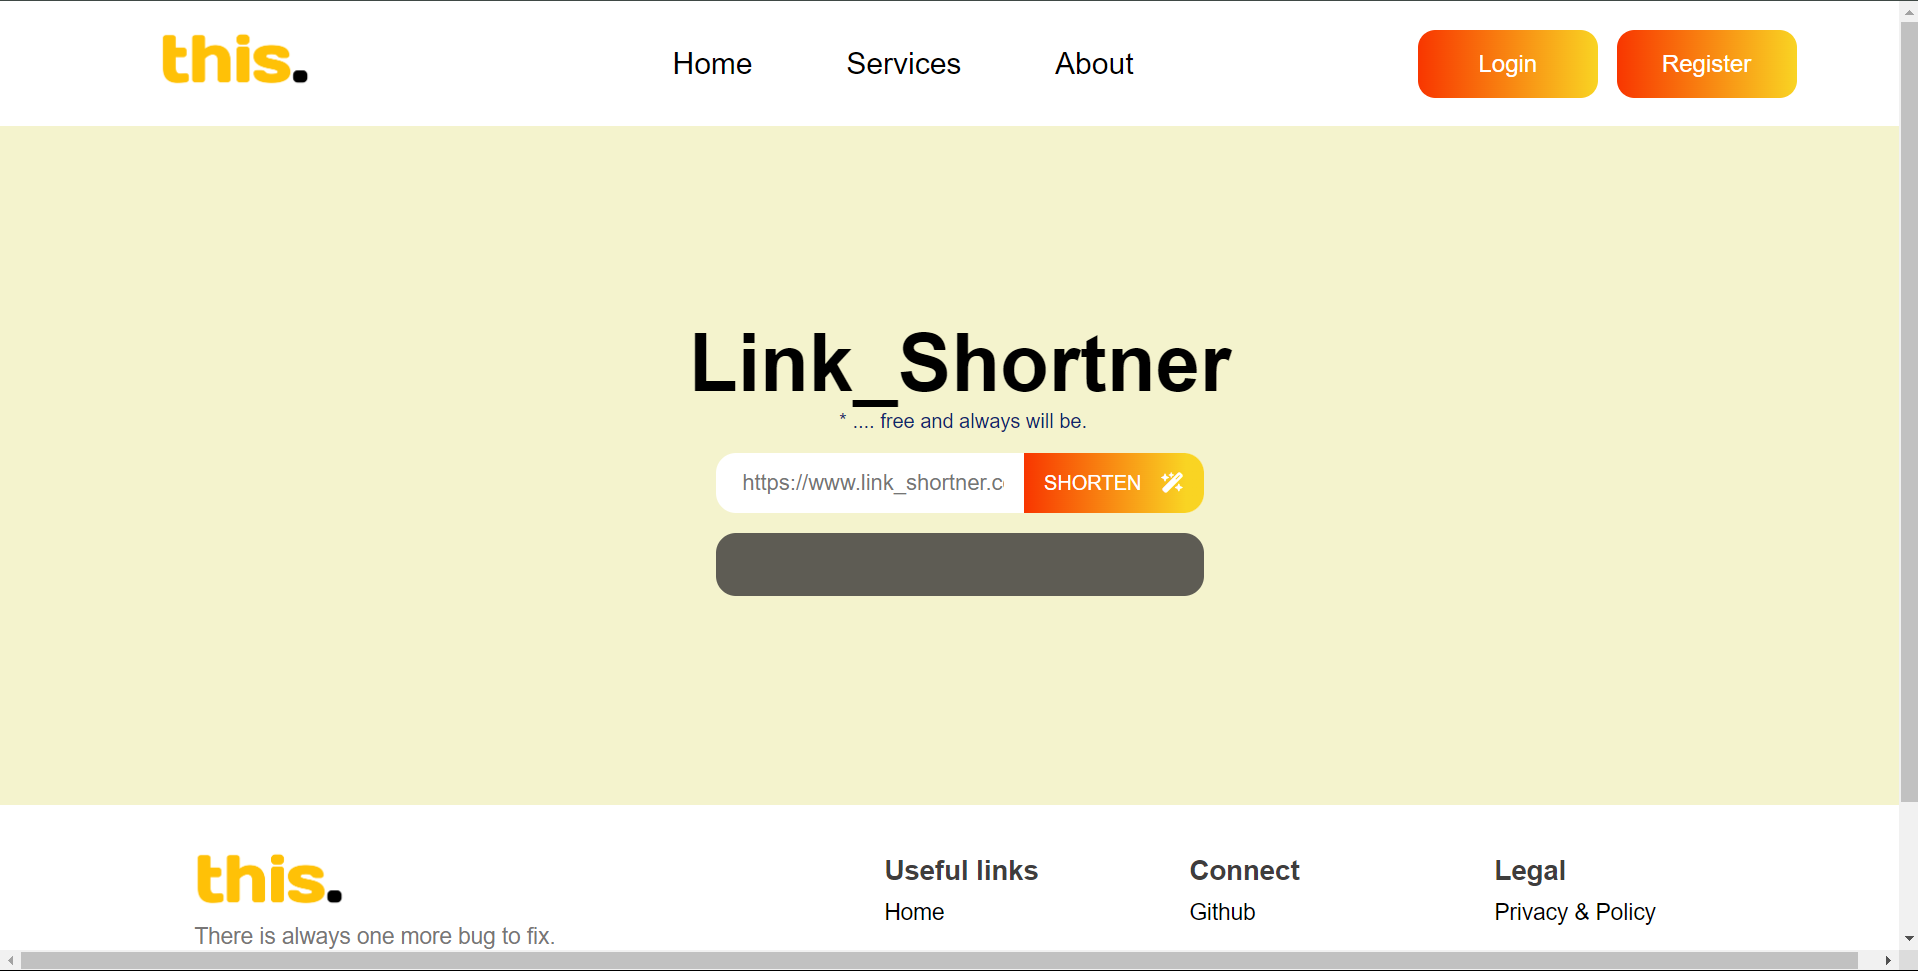 this.
Home Services About
Login Register
Link_Shortner
* .... free and always will be.
https://www.link_shortner.c
SHORTEN
this.
There is always one more bug to fix.
Useful links
Home
Connect
Github
Legal
Privacy & Policy